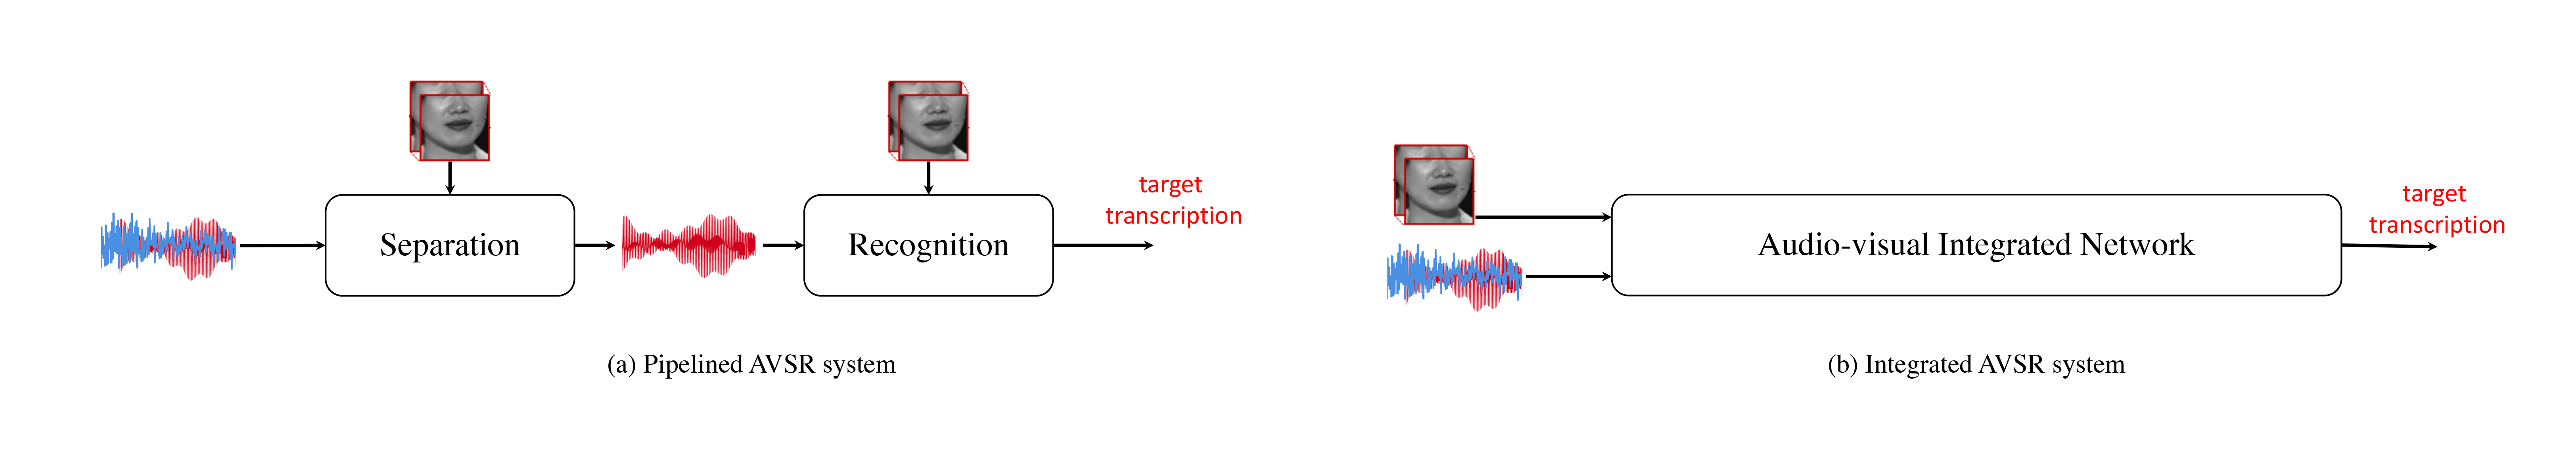 Separation
Recognition
target
transcription
(a) Pipelined AVSR system
Audio-visual Integrated Network
target
transcription
(b) Integrated AVSR system